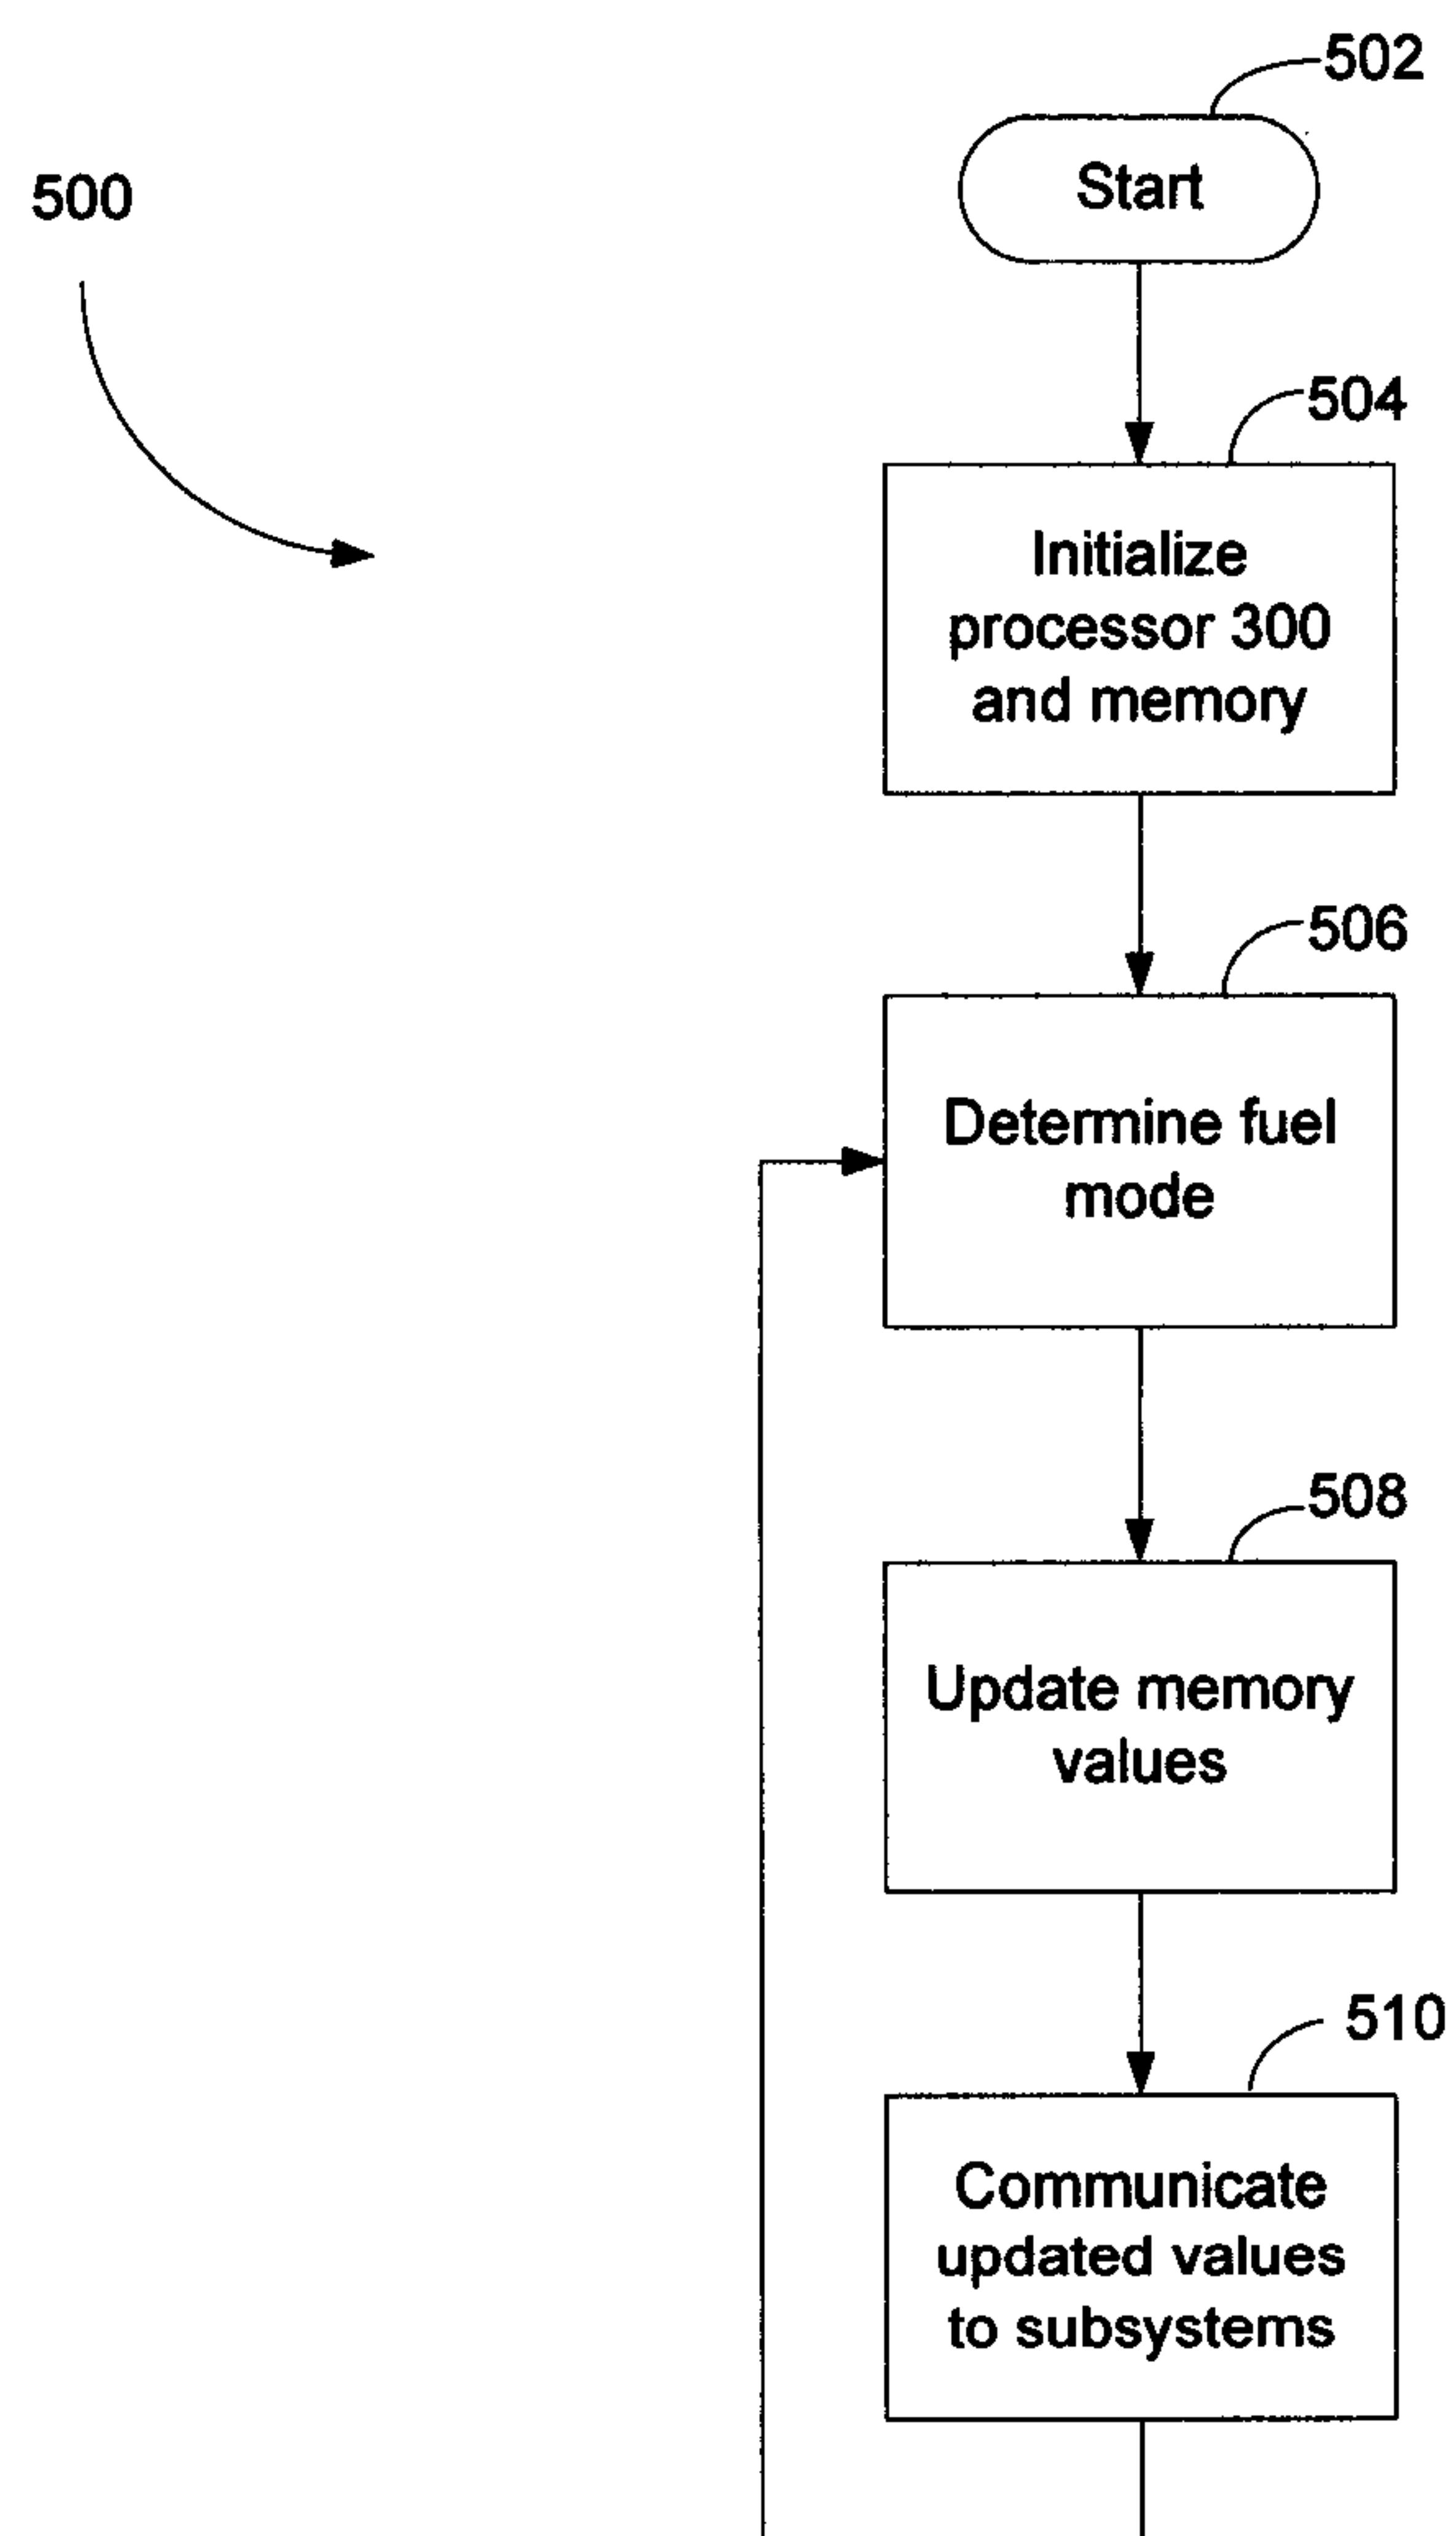 502
Start
500
504
Initialize
processor 300
and memory
506
Determine fuel
mode
508
Update memory
values
510
Communicate
updated values
to subsystems